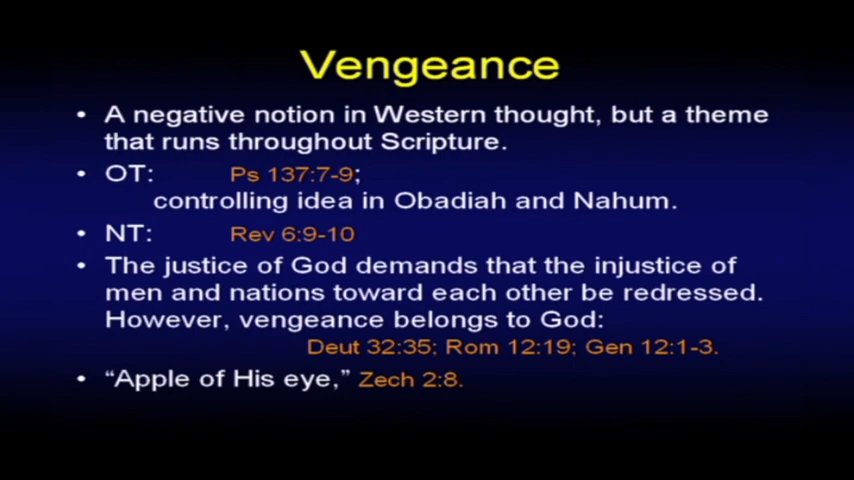 Vengeance
• A negative notion in Western thought, but a theme
that runs throughout Scripture.
• OT: Ps 137:7-9;
controlling idea in Obadiah and Nahum.
• NT: Rev 6:9-10
• The justice of God demands that the injustice of
men and nations toward each other be redressed.
However, vengeance belongs to God:
Deut 32:35; Rom 12:19; Gen 12:1-3.
• “Apple of His eye,” Zech 2:8.